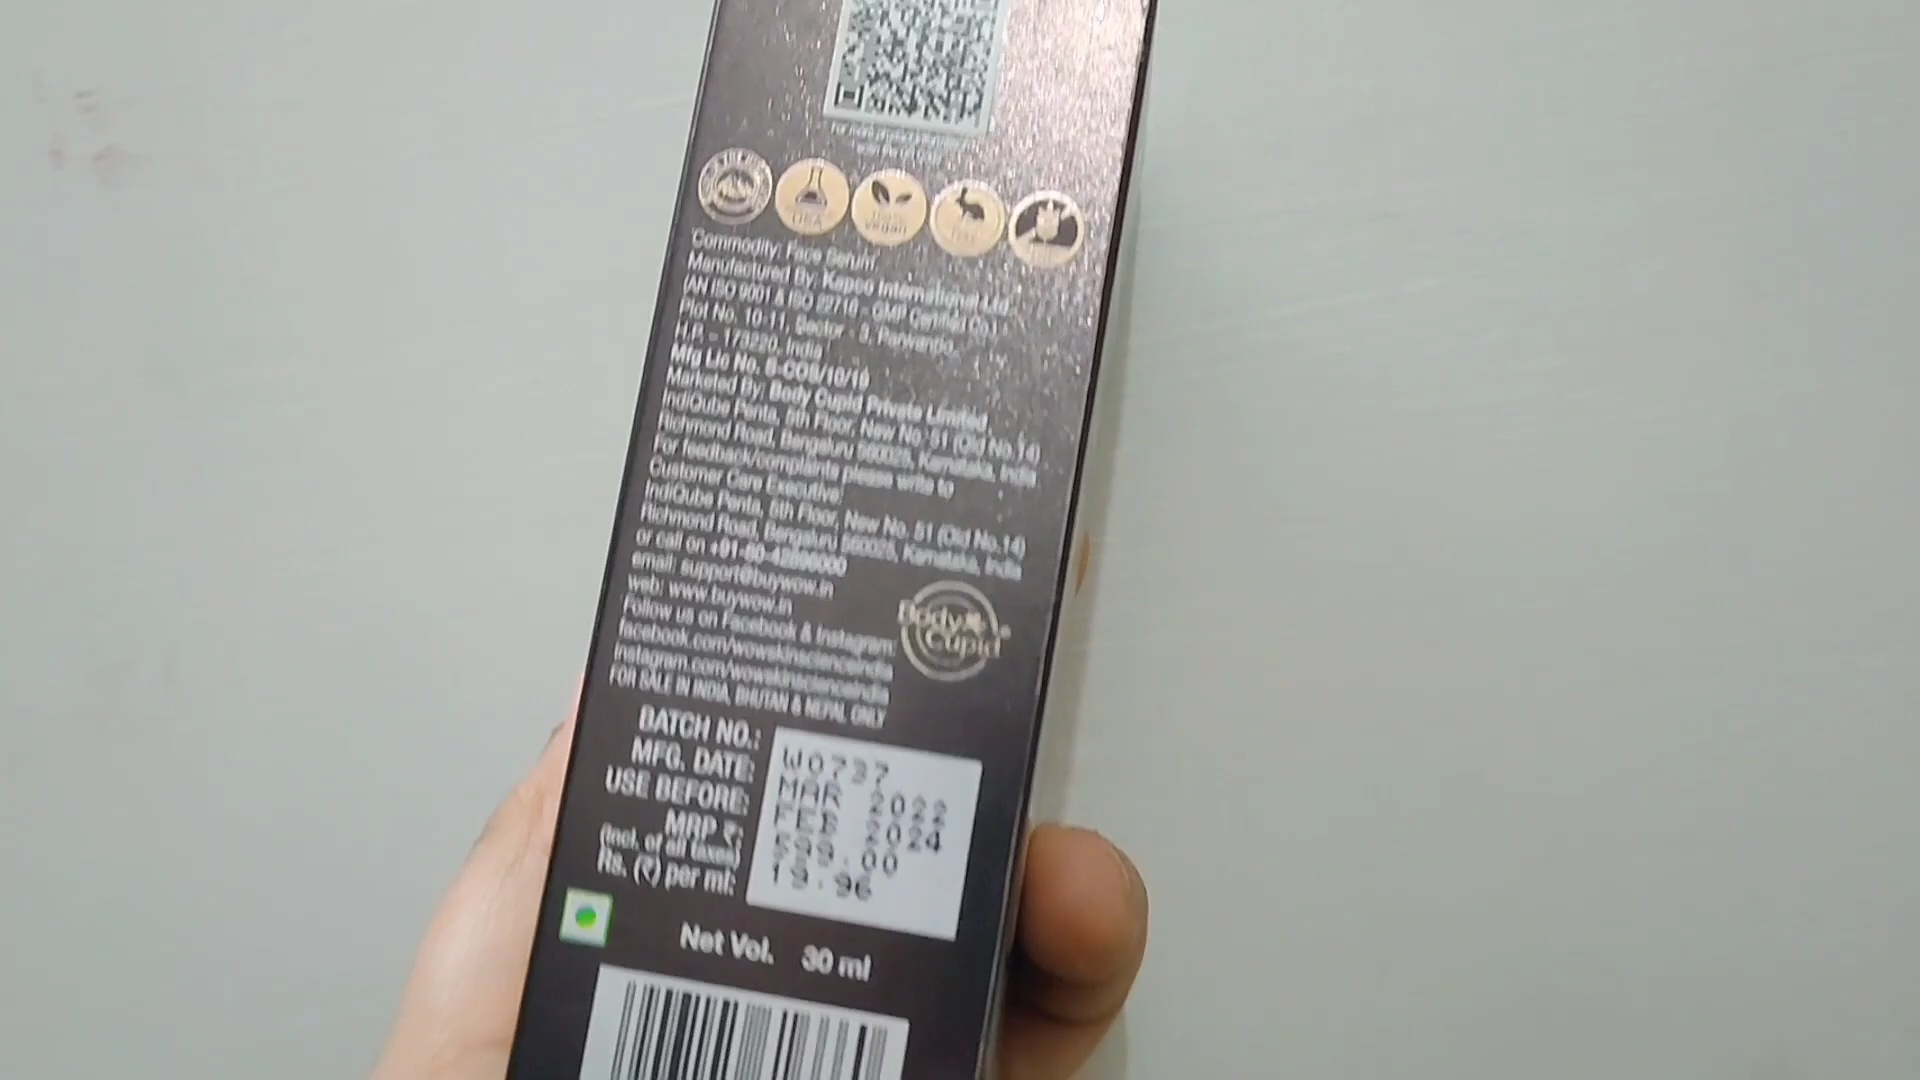 USA
Vegan
Commodity: Face Serum
Manufactured By: Kapco International Ltd.
(AN ISO 9001 & ISO 22716 - GMP Certified Co.)
Plot No. 10-11, Sector - 3, Parwanoo,
H.P. - 173220, India
Mfg Lic No. S-COS/10/19
Marketed By: Body Cupid Private Limited,
IndiQube Penta, 5th Floor, New No. 51 (Old No.14)
Richmond Road, Bengaluru 560025, Karnataka, India
For feedback/complaints please write to
Customer Care Executive:
IndiQube Penta, 5th Floor, New No. 51 (Old No.14)
Richmond Road, Bengaluru 560025, Karnataka, India
or call on
email: support@buywow.in
web: www.buywow.in
Follow us on Facebook & Instagram:
facebook.com/wowskinscienceindia
instagram.com/wowskinscienceindia
FOR SALE IN INDIA, BHUTAN & NEPAL ONLY
Body Cupid
BATCH NO.: W0737
MFG. DATE: MAR 2022
USE BEFORE: FEB 2024
MRP ₹: 599.00
(Incl. of all taxes)
Rs. (₹) per ml: 19.96
Net Vol. 30 ml